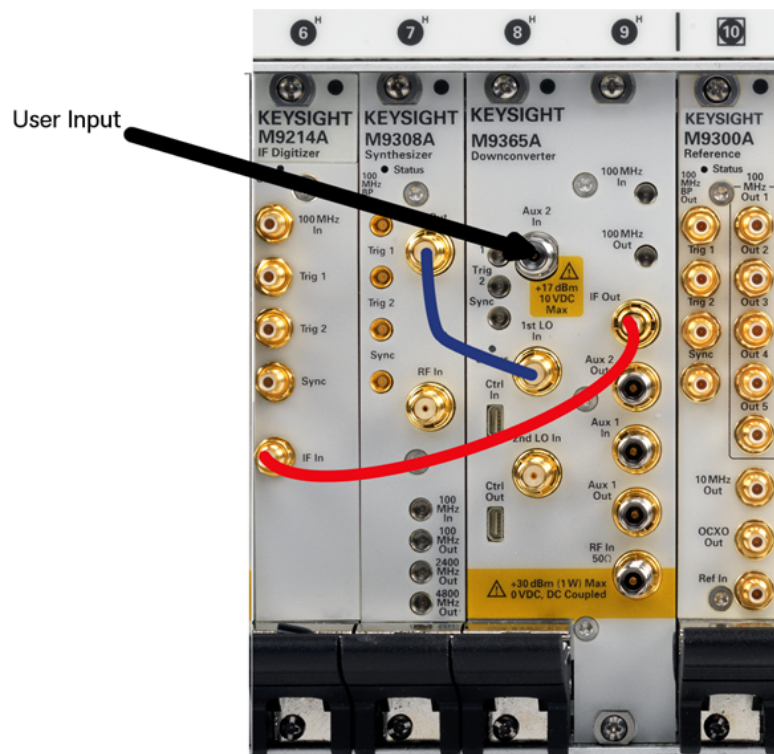 6 H
7 H
8 H
9 H
10
User Input
KEYSIGHT
M9214A
IF Digitizer
100 MHz
In
Trig 1
Trig 2
Sync
IF In
KEYSIGHT
M9308A
Synthesizer
Status
100
MHz
BP
Out
Trig 1
Trig 2
Sync
RF In
100
MHz
In
100
MHz
Out
2400
MHz
Out
4800
MHz
Out
KEYSIGHT
M9365A
Downconverter
Aux 2
In
1
Trig
2
Sync
+17 dBm
10 VDC
Max
1st LO
In
Ctrl
In
2nd LO In
Ctrl
Out
100 MHz
In
100 MHz
Out
IF Out
Aux 2
Out
Aux 1
In
Aux 1
Out
RF In
50Ω
+30 dBm (1 W) Max
0 VDC, DC Coupled
KEYSIGHT
M9300A
Reference
Status
100
MHz
BP
Out
Trig 1
Trig 2
Sync
100
MHz
Out 1
Out 2
Out 3
Out 4
Out 5
10 MHz
Out
OCXO
Out
Ref In